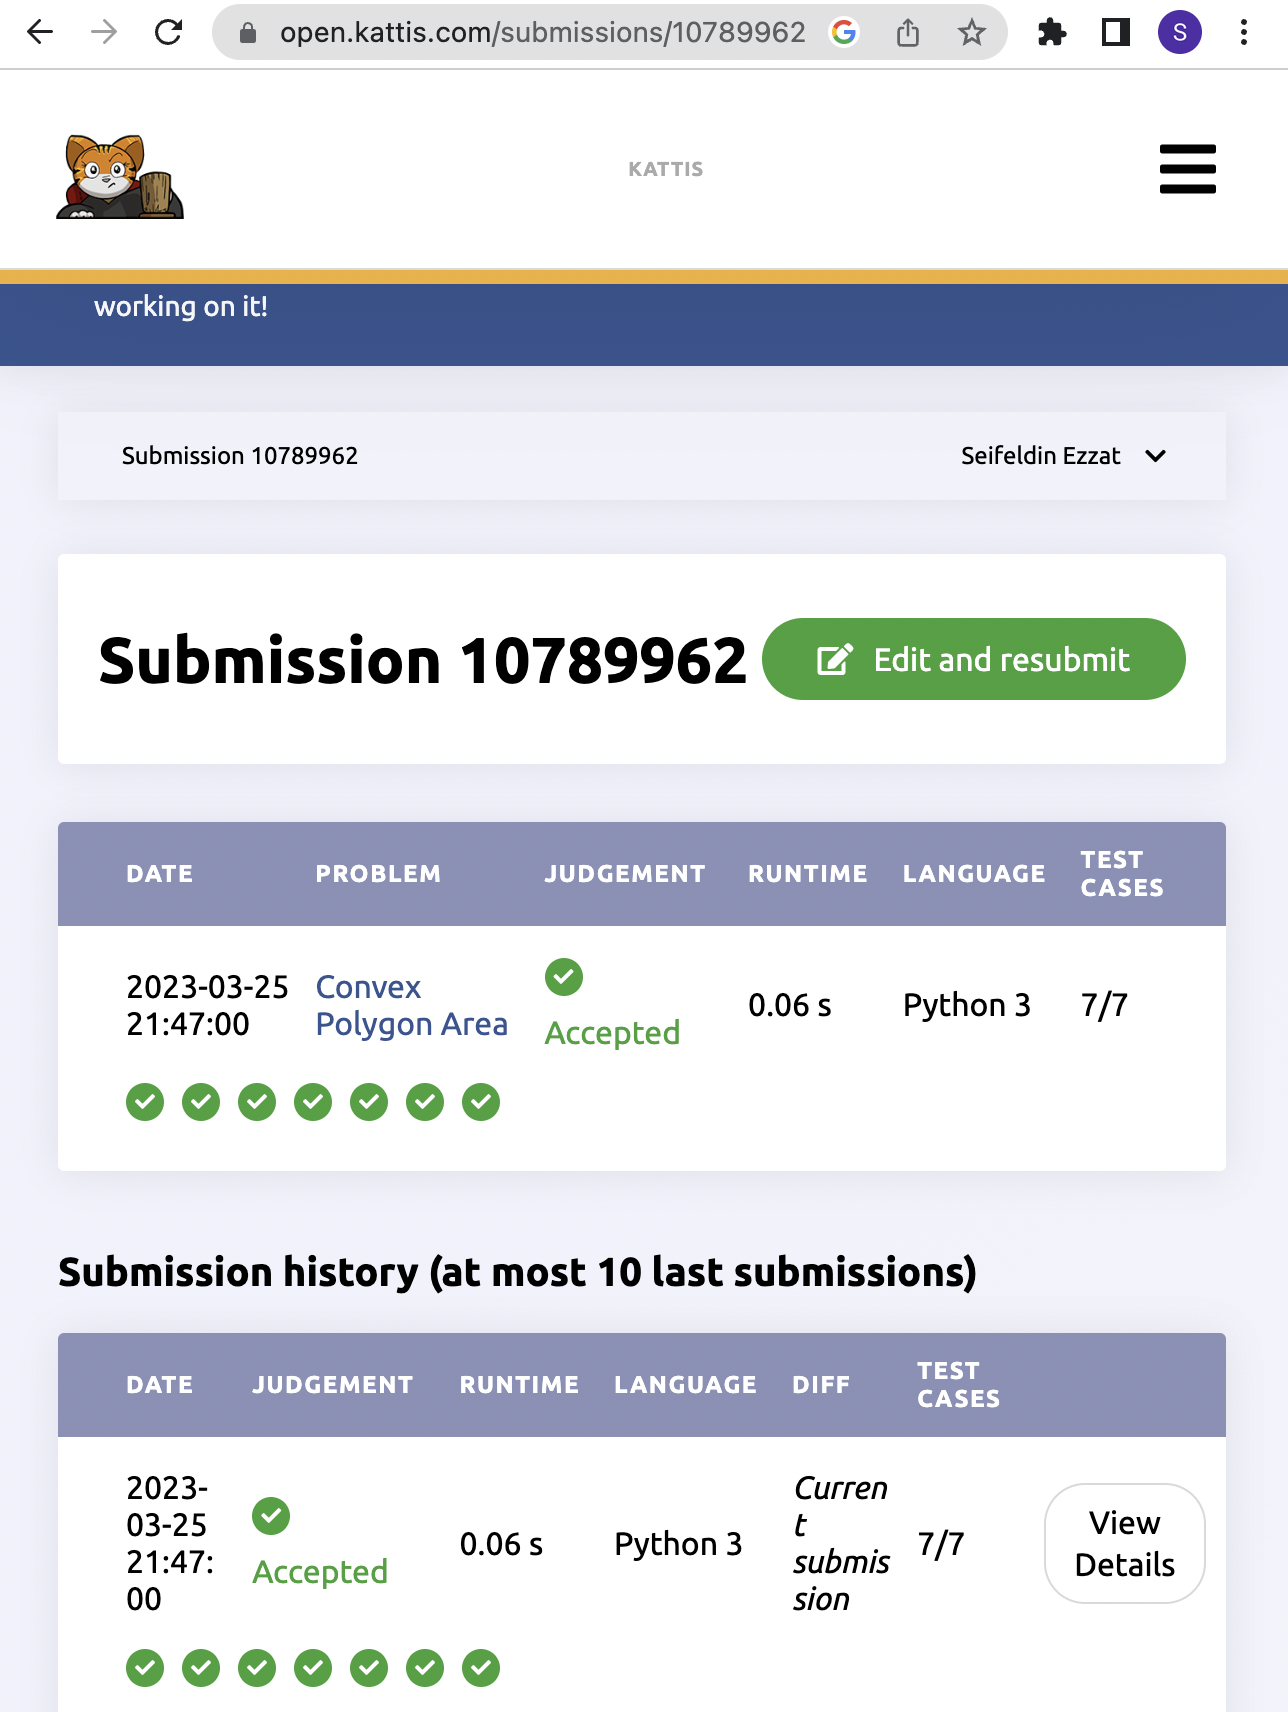 open.kattis.com/submissions/10789962
S
KATTIS
working on it!
Submission 10789962
Seifeldin Ezzat
Submission 10789962
Edit and resubmit
DATE PROBLEM JUDGEMENT RUNTIME LANGUAGE TEST
CASES
2023-03-25
21:47:00
Convex
Polygon Area
Accepted
0.06 s
Python 3
7/7
Submission history (at most 10 last submissions)
DATE JUDGEMENT RUNTIME LANGUAGE DIFF TEST
CASES
2023-
03-25
21:47:
00
Accepted
0.06 s
Python 3
Curren
t
submis
sion
7/7
View
Details